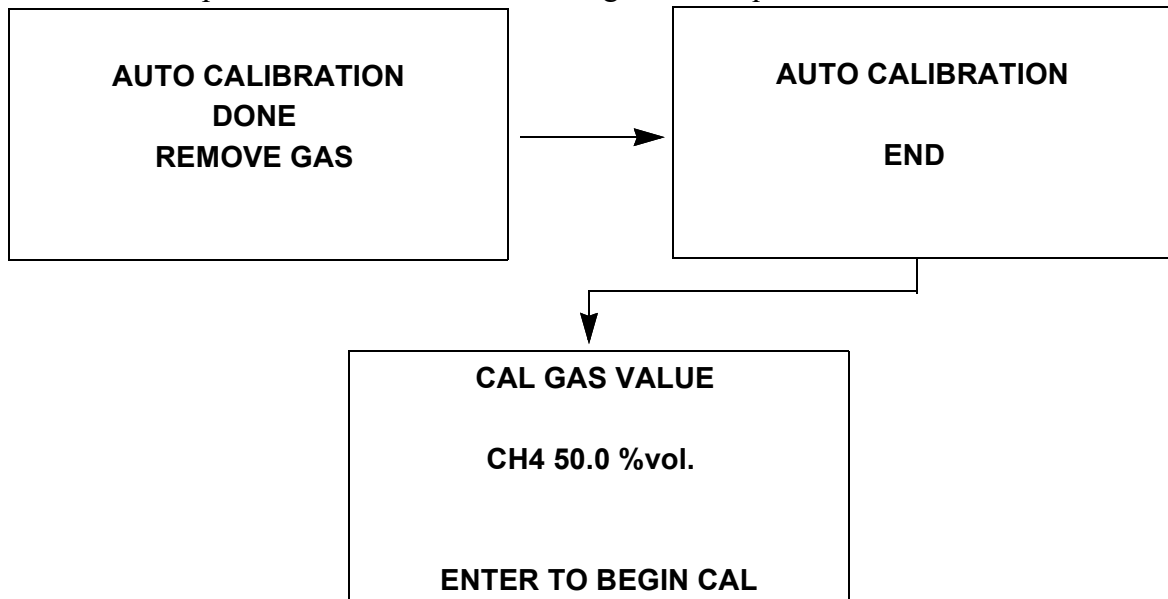 AUTO CALIBRATION
DONE
REMOVE GAS
AUTO CALIBRATION
END
CAL GAS VALUE
CH4 50.0 %vol.
ENTER TO BEGIN CAL